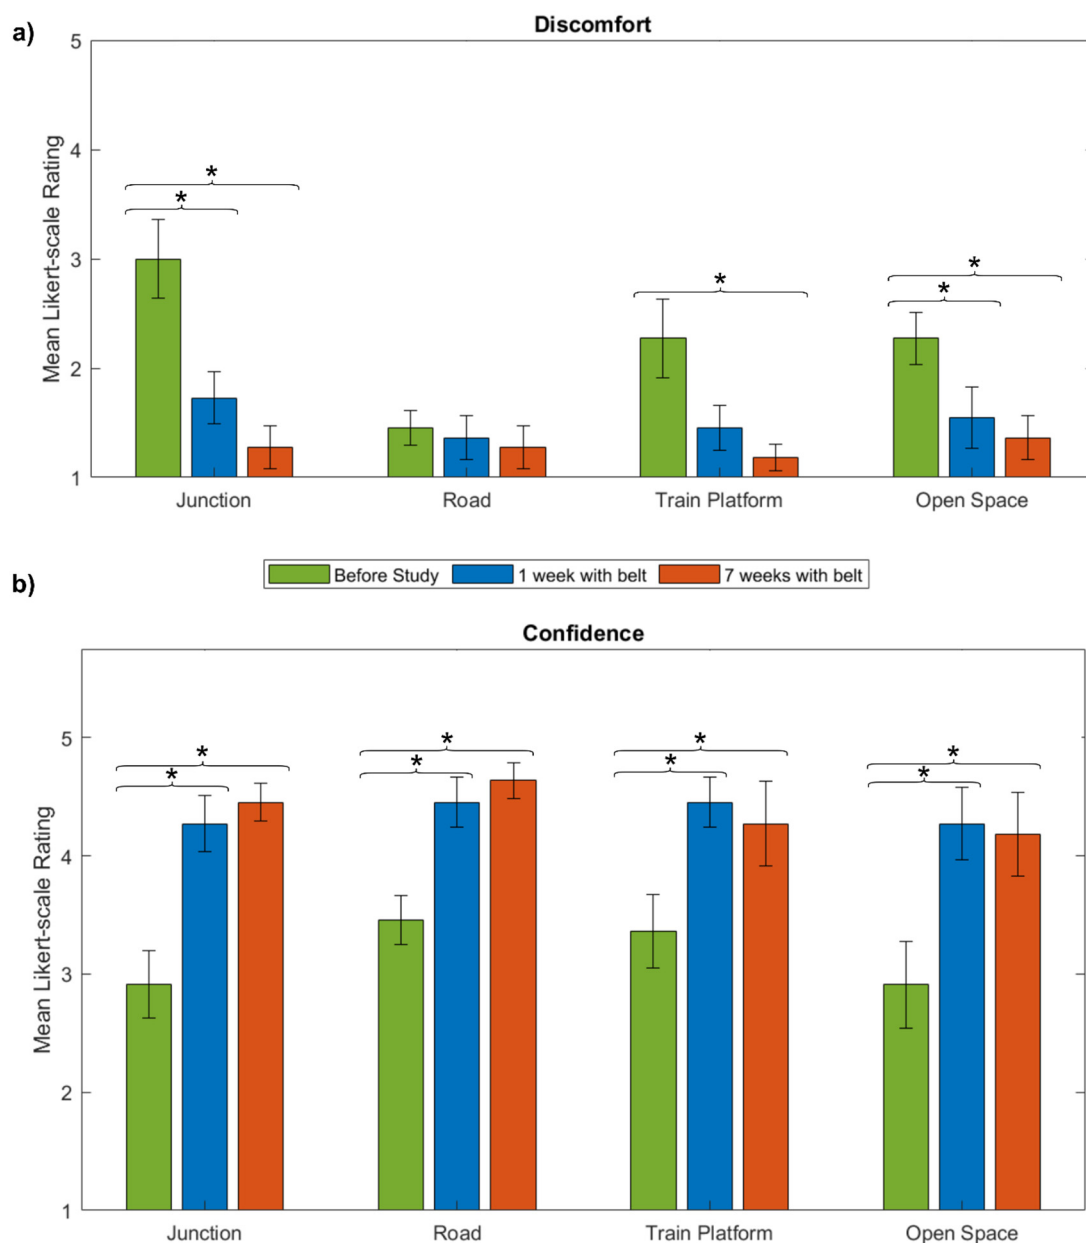 a)
Discomfort
Mean Likert-scale Rating
5
4
3
2
1
* * * * *
Junction Road Train Platform Open Space
Before Study 1 week with belt 7 weeks with belt
b)
Confidence
Mean Likert-scale Rating
5
4
3
2
1
* * * * * * * *
Junction Road Train Platform Open Space